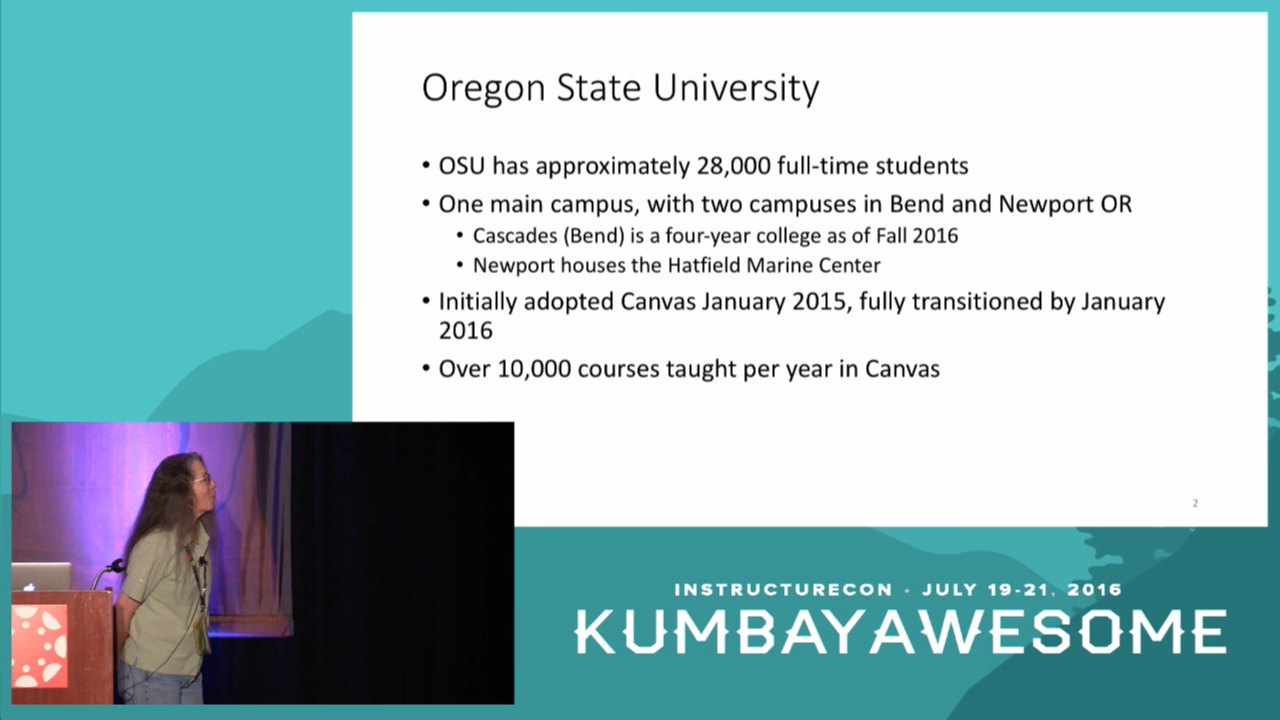 Oregon State University
• OSU has approximately 28,000 full-time students
• One main campus, with two campuses in Bend and Newport OR
• Cascades (Bend) is a four-year college as of Fall 2016
• Newport houses the Hatfield Marine Center
• Initially adopted Canvas January 2015, fully transitioned by January
2016
• Over 10,000 courses taught per year in Canvas
2
INSTRUCTURECON • JULY 19-21, 2016
KUMBAYAWESOME